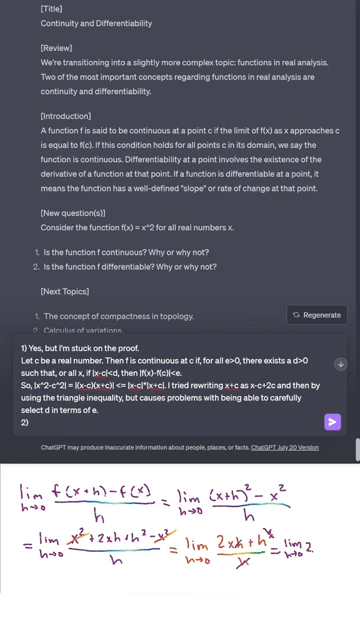 [Title]
Continuity and Differentiability
[Review]
We're transitioning into a slightly more complex topic: functions in real analysis.
Two of the most important concepts regarding functions in real analysis are
continuity and differentiability.
[Introduction]
A function f is said to be continuous at a point c if the limit of f(x) as x approaches c
is equal to f(c). If this condition holds for all points c in its domain, we say the
function is continuous. Differentiability at a point involves the existence of the
derivative of a function at that point. If a function is differentiable at a point, it
means the function has a well-defined "slope" or rate of change at that point.
[New question(s)]
Consider the function f(x) = x^2 for all real numbers x.
1. Is the function f continuous? Why or why not?
2. Is the function f differentiable? Why or why not?
[Next Topics]
Regenerate
1. The concept of compactness in topology.
2. Calculus of variations.
1) Yes, but I'm stuck on the proof.
Let c be a real number. Then f is continuous at c if, for all e>0, there exists a d>0
such that, or all x, if |x-c|<d, then |f(x)-f(c)|<e.
So, |x^2-c^2| = |(x-c)(x+c)| <= |x-c|*|x+c|. I tried rewriting x+c as x-c+2c and then by
using the triangle inequality, but causes problems with being able to carefully
select d in terms of e.
2)
ChatGPT may produce inaccurate information about people, places, or facts. ChatGPT July 20 Version
lim h→0 f(x+h)-f(x) / h = lim h→0 (x+h)^2 - x^2 / h
= lim h→0 x^2 + 2xh + h^2 - x^2 / h = lim h→0 2xh + h^2 / h = lim h→0 2